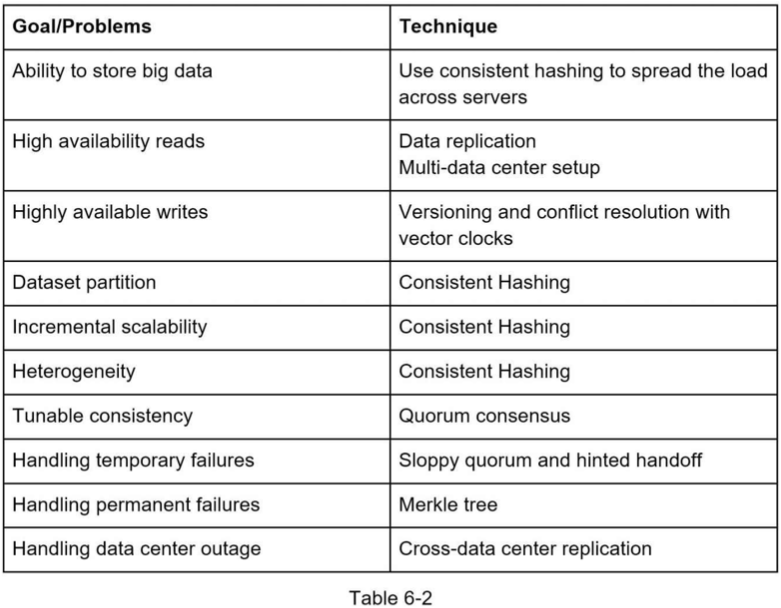 Goal/Problems Technique
Ability to store big data Use consistent hashing to spread the load
across servers
High availability reads Data replication
Multi-data center setup
Highly available writes Versioning and conflict resolution with
vector clocks
Dataset partition Consistent Hashing
Incremental scalability Consistent Hashing
Heterogeneity Consistent Hashing
Tunable consistency Quorum consensus
Handling temporary failures Sloppy quorum and hinted handoff
Handling permanent failures Merkle tree
Handling data center outage Cross-data center replication
Table 6-2